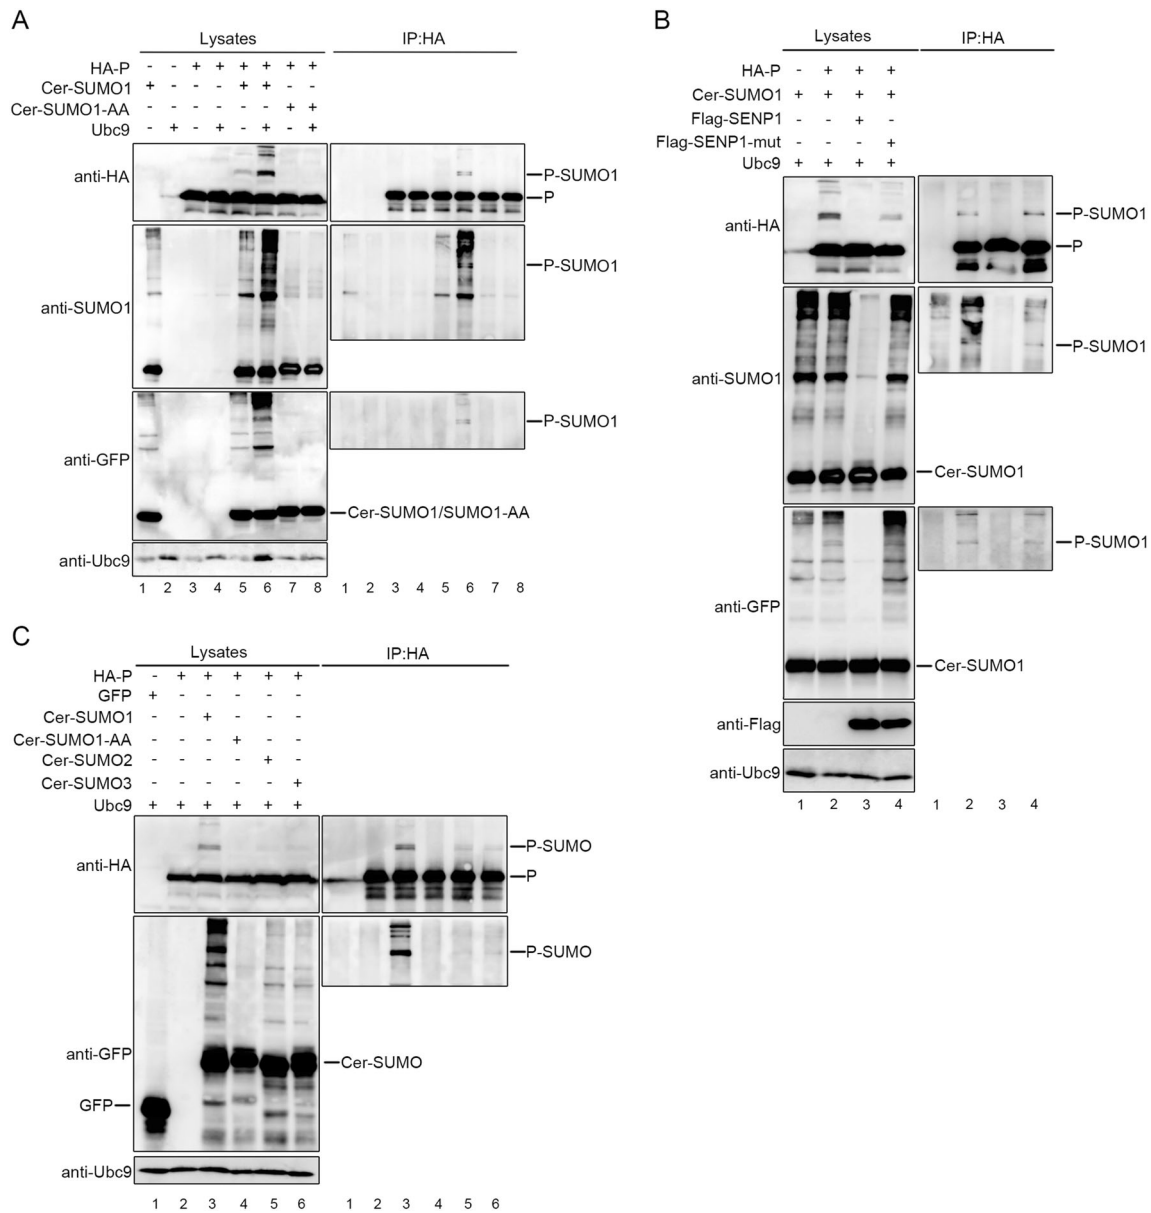 A
Lysates IP:HA
HA-P - - + + + + + +
Cer-SUMO1 + - - - + + - -
Cer-SUMO1-AA - - - - - - + +
Ubc9 - + - + - + - +
anti-HA P-SUMO1
P
anti-SUMO1 P-SUMO1
anti-GFP P-SUMO1
Cer-SUMO1/SUMO1-AA
anti-Ubc9
1 2 3 4 5 6 7 8 1 2 3 4 5 6 7 8
B
Lysates IP:HA
HA-P - + + +
Cer-SUMO1 + + + +
Flag-SENP1 - - + -
Flag-SENP1-mut - - - +
Ubc9 + + + +
anti-HA P-SUMO1
P
anti-SUMO1 P-SUMO1
Cer-SUMO1
anti-GFP P-SUMO1
Cer-SUMO1
anti-Flag
anti-Ubc9
1 2 3 4 1 2 3 4
C
Lysates IP:HA
HA-P - + + + + +
GFP + - - - - -
Cer-SUMO1 - - + - - -
Cer-SUMO1-AA - - - + - -
Cer-SUMO2 - - - - + -
Cer-SUMO3 - - - - - +
Ubc9 + + + + + +
anti-HA P-SUMO
P
P-SUMO
anti-GFP Cer-SUMO
GFP
anti-Ubc9
1 2 3 4 5 6 1 2 3 4 5 6